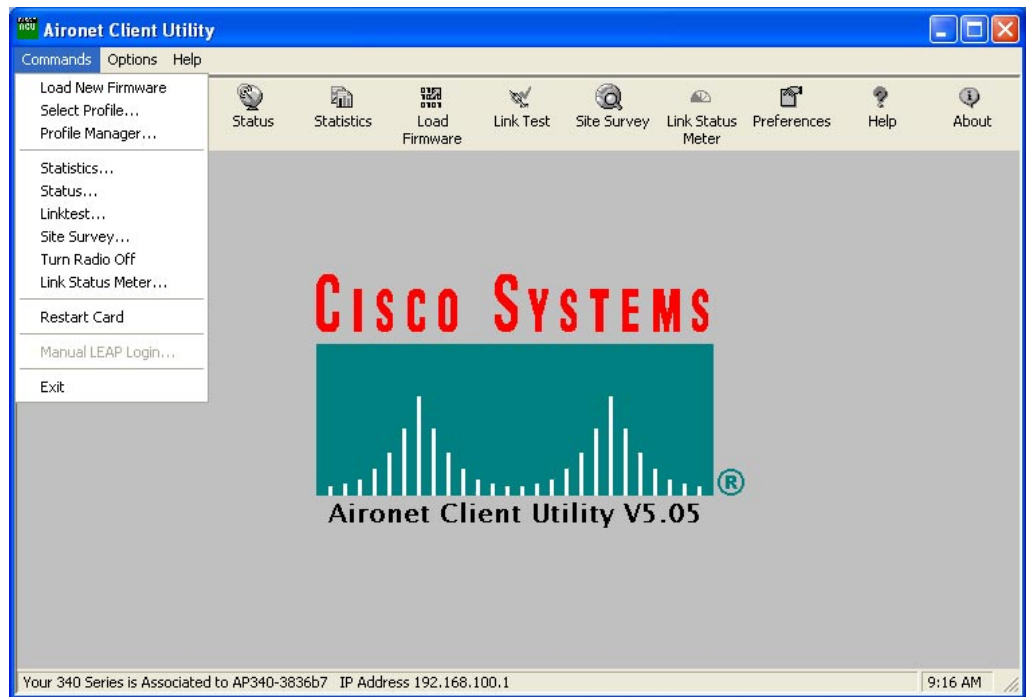 Aironet Client Utility
Commands Options Help
Load New Firmware
Select Profile...
Profile Manager...
Statistics...
Status...
Linktest...
Site Survey...
Turn Radio Off
Link Status Meter...
Restart Card
Manual LEAP Login...
Exit
Status
Statistics
Load
Firmware
Link Test
Site Survey
Link Status
Meter
Preferences
Help
About
CISCO SYSTEMS
®
Aironet Client Utility V5.05
Your 340 Series is Associated to AP340-3836b7 IP Address 192.168.100.1
9:16 AM